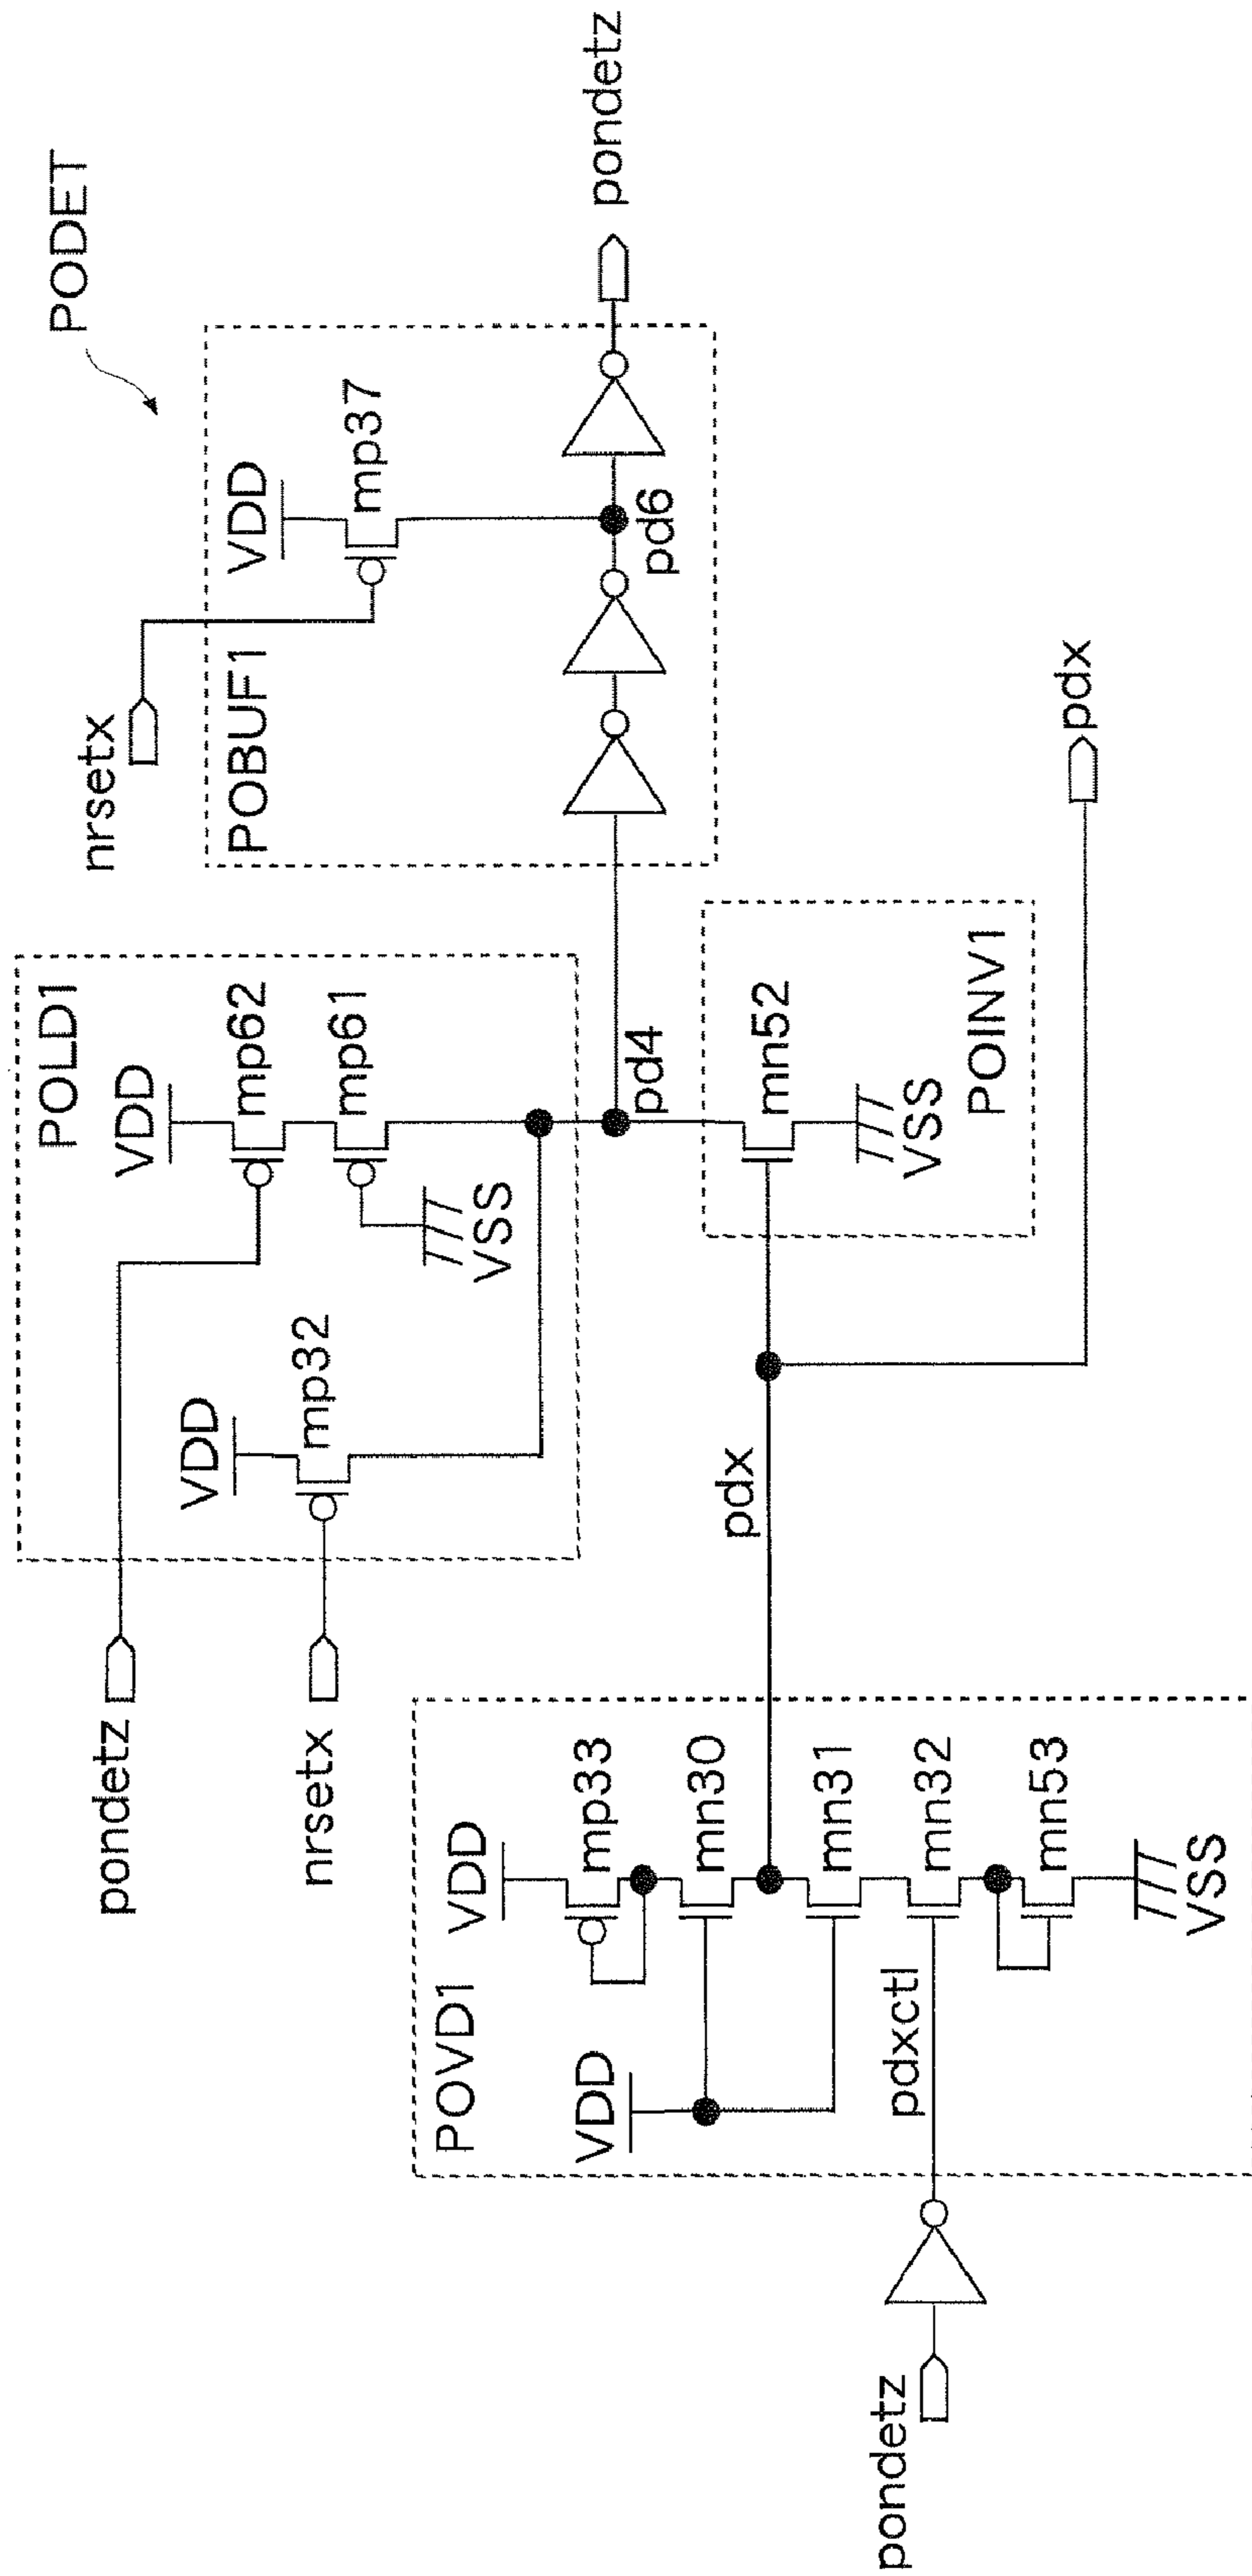 PODET
pondetz
nrsetx
POLD1
VDD
mp32
VDD
mp62
mp61
VSS
nrsetx
POBUF1
VDD
mp37
pd6
pondetz
pd4
POVD1
VDD
VDD
mp33
mn30
mn31
mn32
mn53
VSS
pondetz
pdxctl
pdx
mn52
VSS
POINV1
pdx